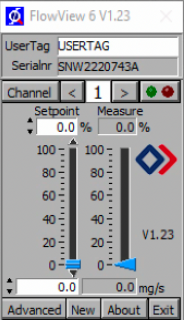 FlowView 6 V1.23
UserTag USERTAG
Serialnr SNW2220743A
Channel < 1 >
Setpoint Measure
0.0 % 0.0 %
100 100
80 80
60 60
40 40
20 20
0 0
V1.23
0.0 0.0 mg/s
Advanced New About Exit